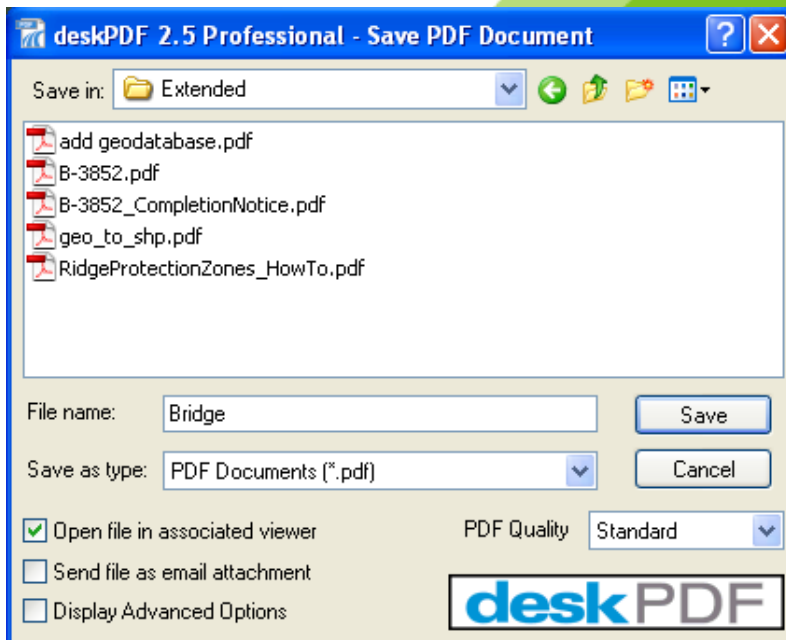 deskPDF 2.5 Professional - Save PDF Document
Save in: Extended
add geodatabase.pdf
B-3852.pdf
B-3852_CompletionNotice.pdf
geo_to_shp.pdf
RidgeProtectionZones_HowTo.pdf
File name: Bridge Save
Save as type: PDF Documents (*.pdf) Cancel
Open file in associated viewer PDF Quality Standard
Send file as email attachment
Display Advanced Options deskPDF